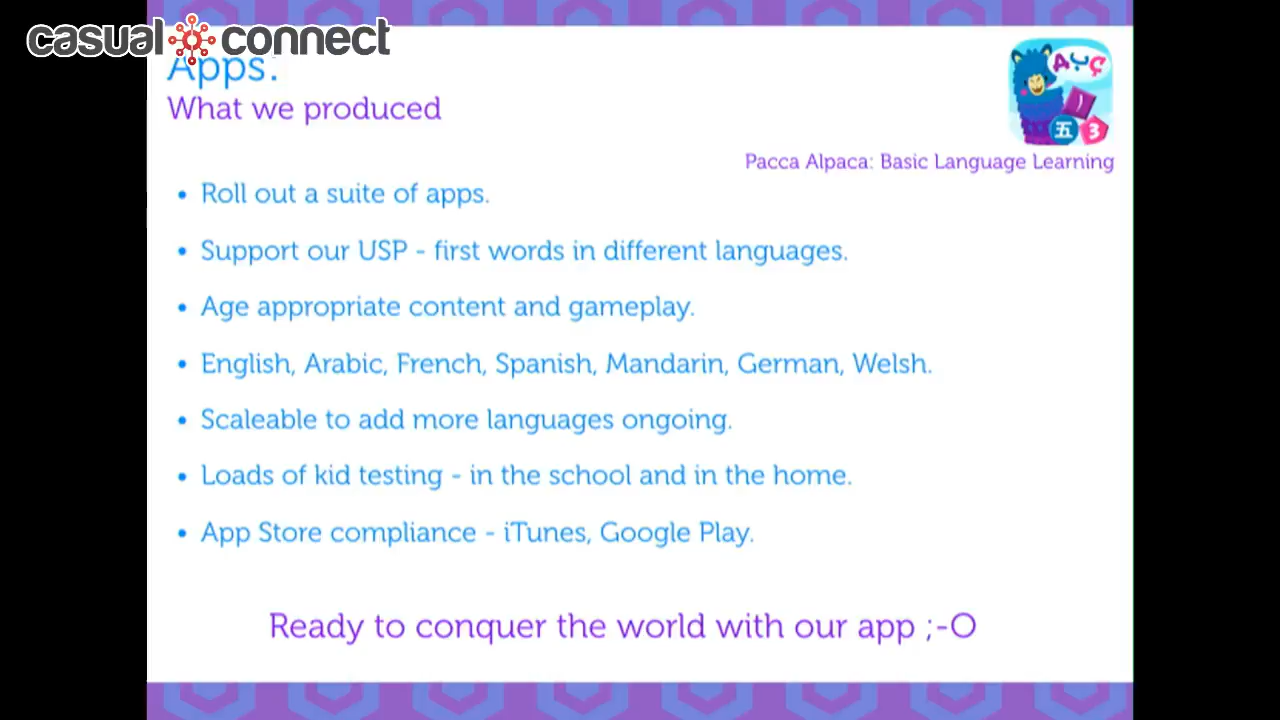 casual connect
Apps:
What we produced
A ب ç
١
五 3
Pacca Alpaca: Basic Language Learning
• Roll out a suite of apps.
• Support our USP - first words in different languages.
• Age appropriate content and gameplay.
• English, Arabic, French, Spanish, Mandarin, German, Welsh.
• Scaleable to add more languages ongoing.
• Loads of kid testing - in the school and in the home.
• App Store compliance - iTunes, Google Play.
Ready to conquer the world with our app ;-O